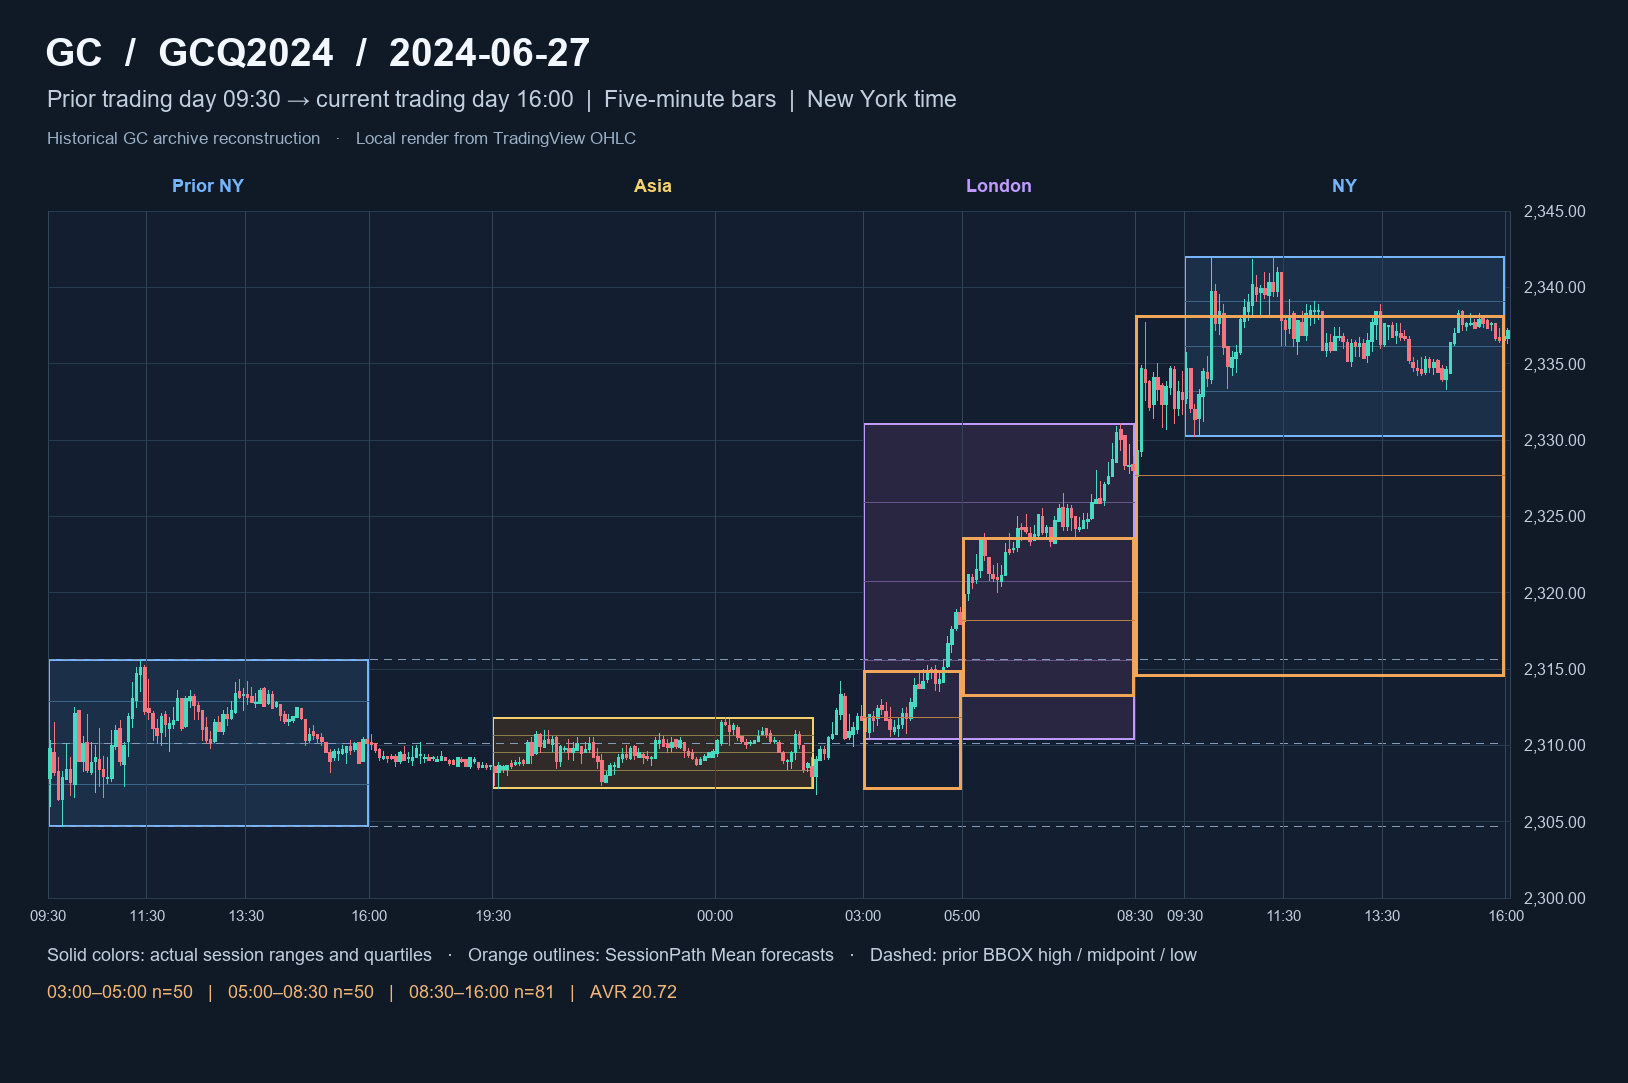 GC / GCQ2024 / 2024-06-27
Prior trading day 09:30 → current trading day 16:00 | Five-minute bars | New York time
Historical GC archive reconstruction · Local render from TradingView OHLC
Prior NY Asia London NY
2,345.00
2,340.00
2,335.00
2,330.00
2,325.00
2,320.00
2,315.00
2,310.00
2,305.00
2,300.00
09:30 11:30 13:30 16:00 19:30 00:00 03:00 05:00 08:30 09:30 11:30 13:30 16:00
Solid colors: actual session ranges and quartiles · Orange outlines: SessionPath Mean forecasts · Dashed: prior BBOX high / midpoint / low
03:00–05:00 n=50 | 05:00–08:30 n=50 | 08:30–16:00 n=81 | AVR 20.72